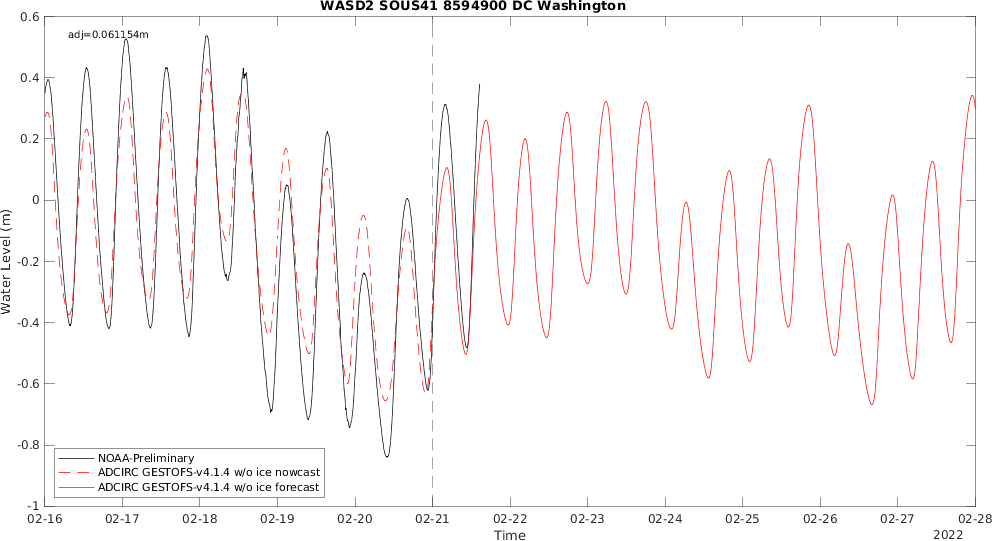 WASD2 SOUS41 8594900 DC Washington
adj=0.061154m
0.6
0.4
0.2
0
-0.2
-0.4
-0.6
-0.8
-1
Water Level (m)
NOAA-Preliminary
ADCIRC GESTOFS-v4.1.4 w/o ice nowcast
ADCIRC GESTOFS-v4.1.4 w/o ice forecast
02-16 02-17 02-18 02-19 02-20 02-21 02-22 02-23 02-24 02-25 02-26 02-27 02-28
Time
2022